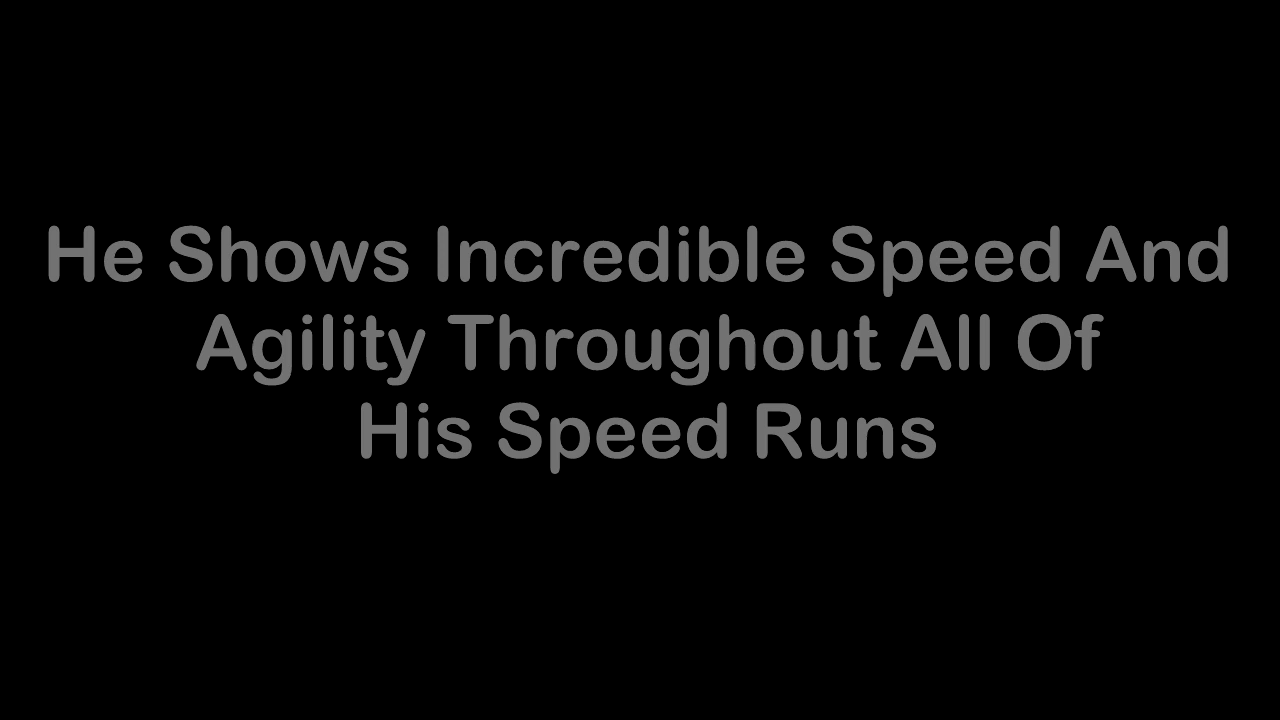 He Shows Incredible Speed And
Agility Throughout All Of
His Speed Runs